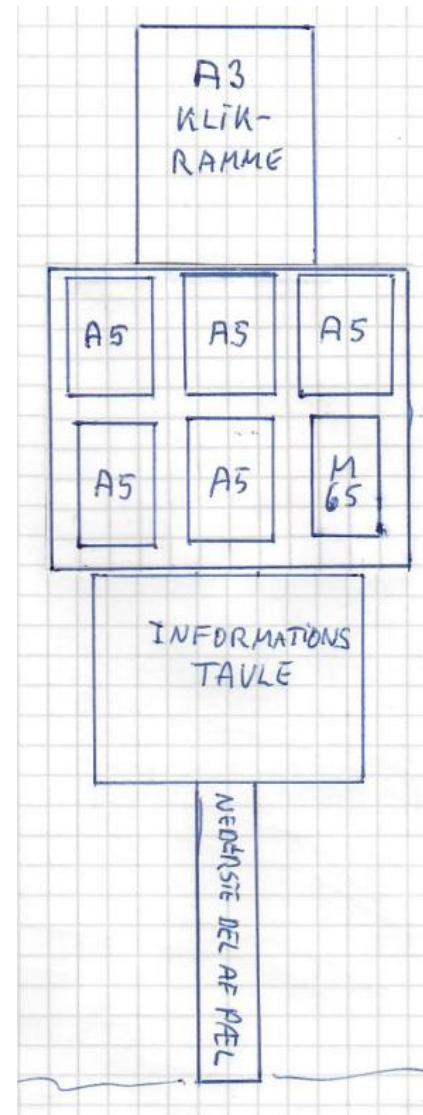 A3
KLIK-
RAMME
A5
A5
A5
A5
A5
M
65
INFORMATIONS
TAVLE
NEDERSTE DEL AF PÆL